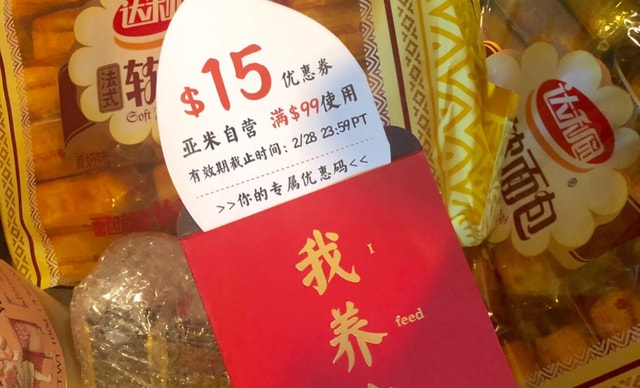 达利园
法式
软
Soft
$15 优惠券
亚米自营 满$99使用
有效期截止时间：2/28 23:59PT
>>你的专属优惠码<<
我
I
养
feed
达利园
软面包